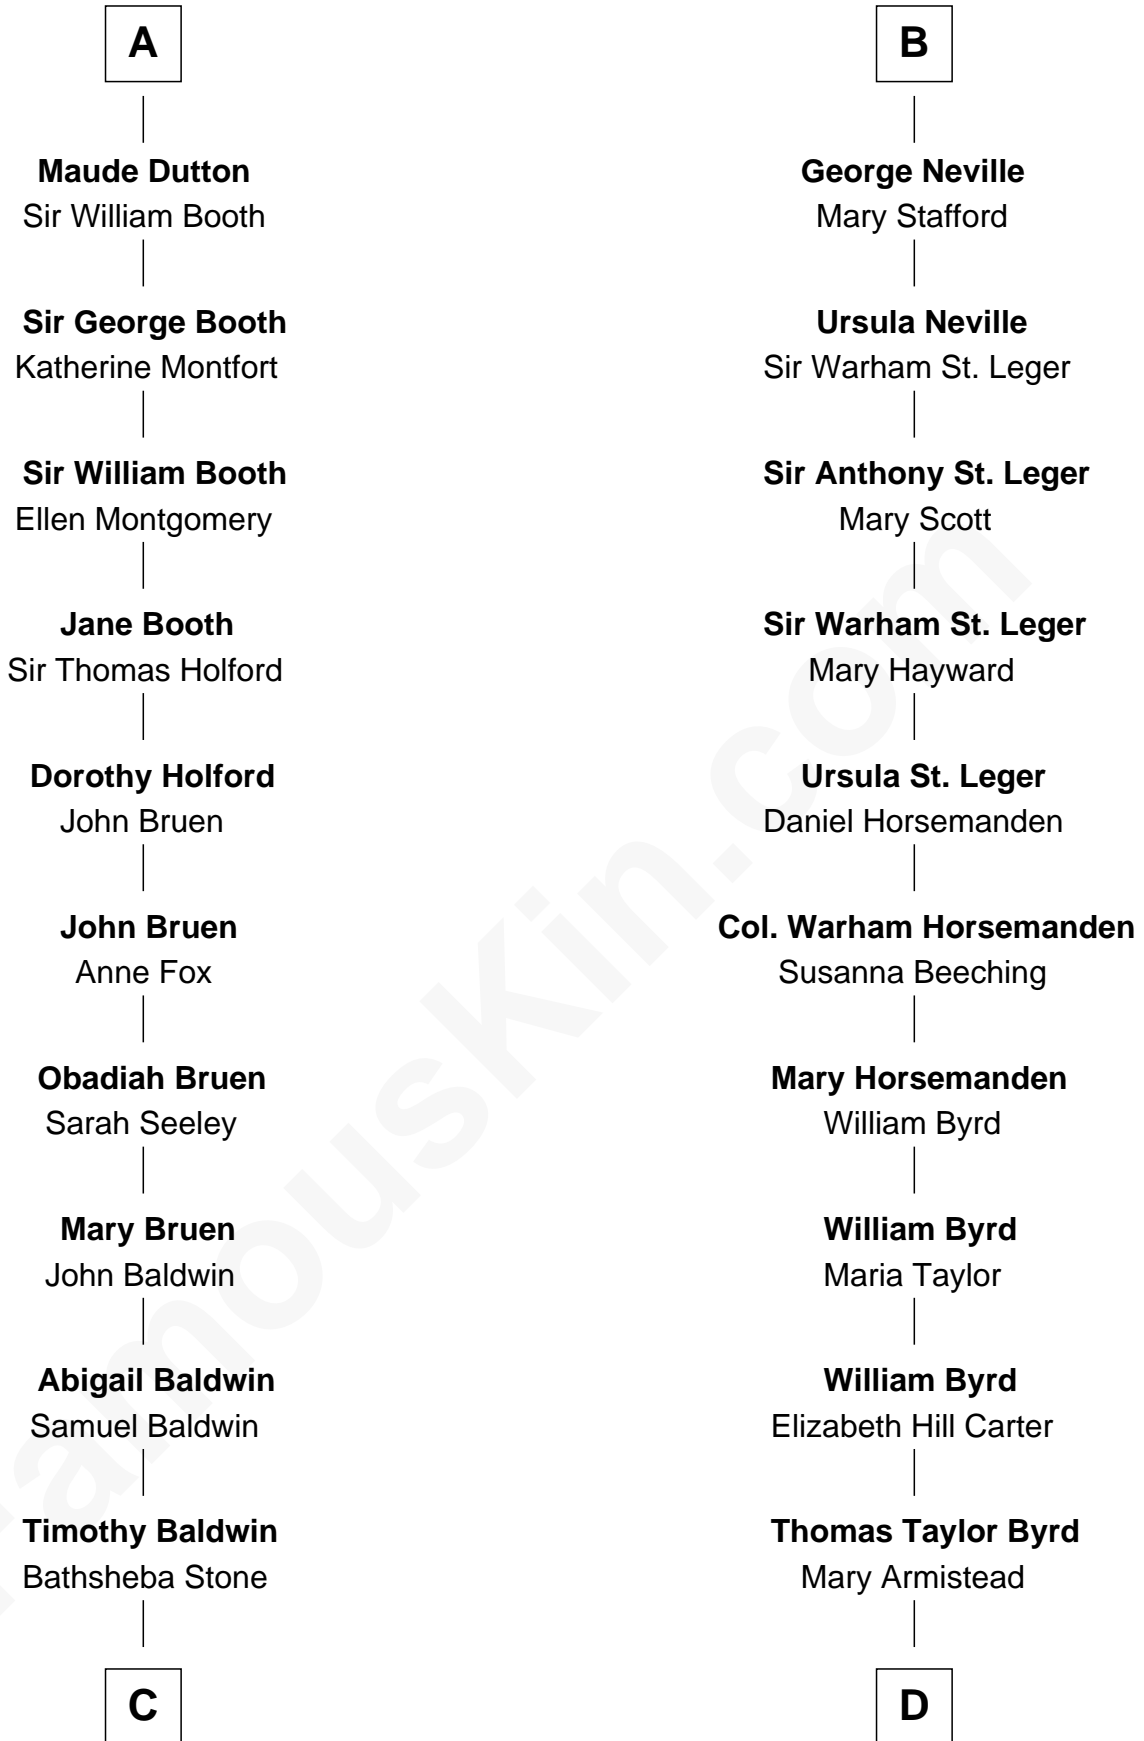 A
Maude Dutton
Sir William Booth
Sir George Booth
Katherine Montfort
Sir William Booth
Ellen Montgomery
Jane Booth
Sir Thomas Holford
Dorothy Holford
John Bruen
John Bruen
Anne Fox
Obadiah Bruen
Sarah Seeley
Mary Bruen
John Baldwin
Abigail Baldwin
Samuel Baldwin
Timothy Baldwin
Bathsheba Stone
C
B
George Neville
Mary Stafford
Ursula Neville
Sir Warham St. Leger
Sir Anthony St. Leger
Mary Scott
Sir Warham St. Leger
Mary Hayward
Ursula St. Leger
Daniel Horsemanden
Col. Warham Horsemanden
Susanna Beeching
Mary Horsemanden
William Byrd
William Byrd
Maria Taylor
William Byrd
Elizabeth Hill Carter
Thomas Taylor Byrd
Mary Armistead
D
FamousKin.com